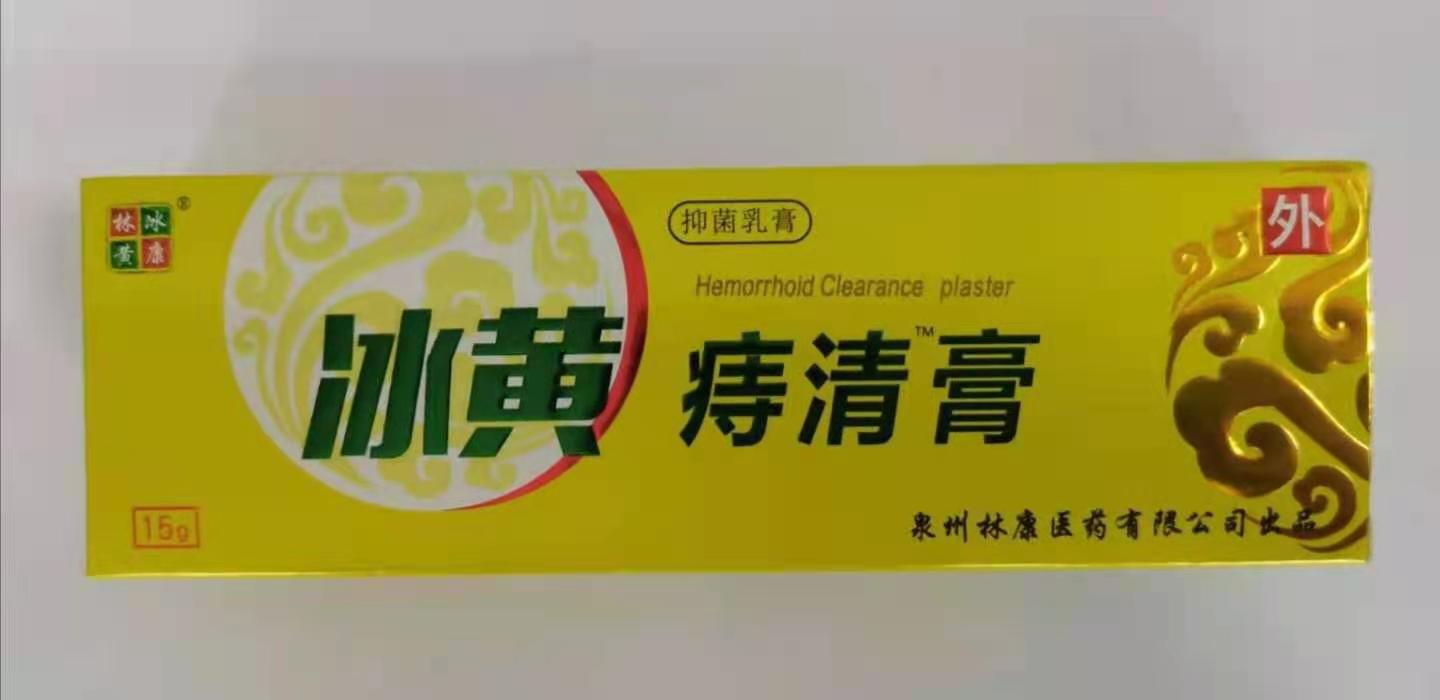 林冰
黄康
®
抑菌乳膏
外
Hemorrhoid Clearance plaster
冰黄 痔清™膏
15g
泉州林康医药有限公司出品